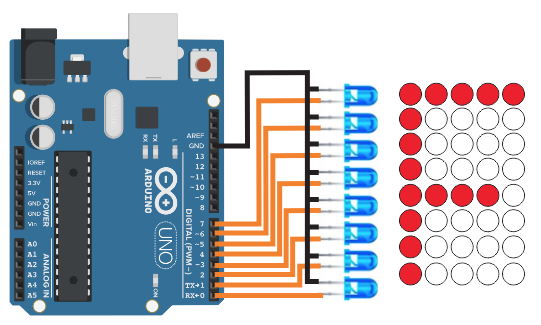 AREF
GND
13
12
~11
~10
~9
8
7
~6
~5
4
~3
2
TX→1
RX←0
DIGITAL (PWM~)
RX
TX
L
ARDUINO
UNO
ON
IOREF
RESET
3.3V
5V
GND
GND
Vin
POWER
A0
A1
A2
A3
A4
A5
ANALOG IN